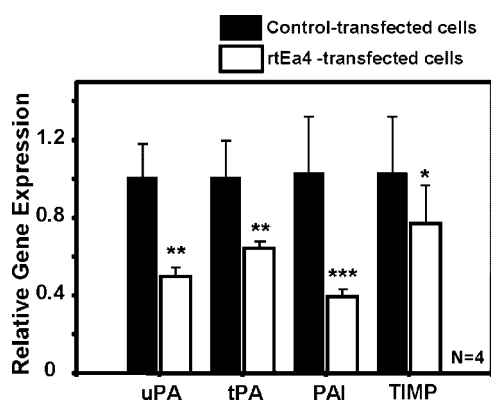 Control-transfected cells
rtEa4 -transfected cells
Relative Gene Expression
1.2
0.8
0.4
0
**
**
***
*
N=4
uPA tPA PAI TIMP